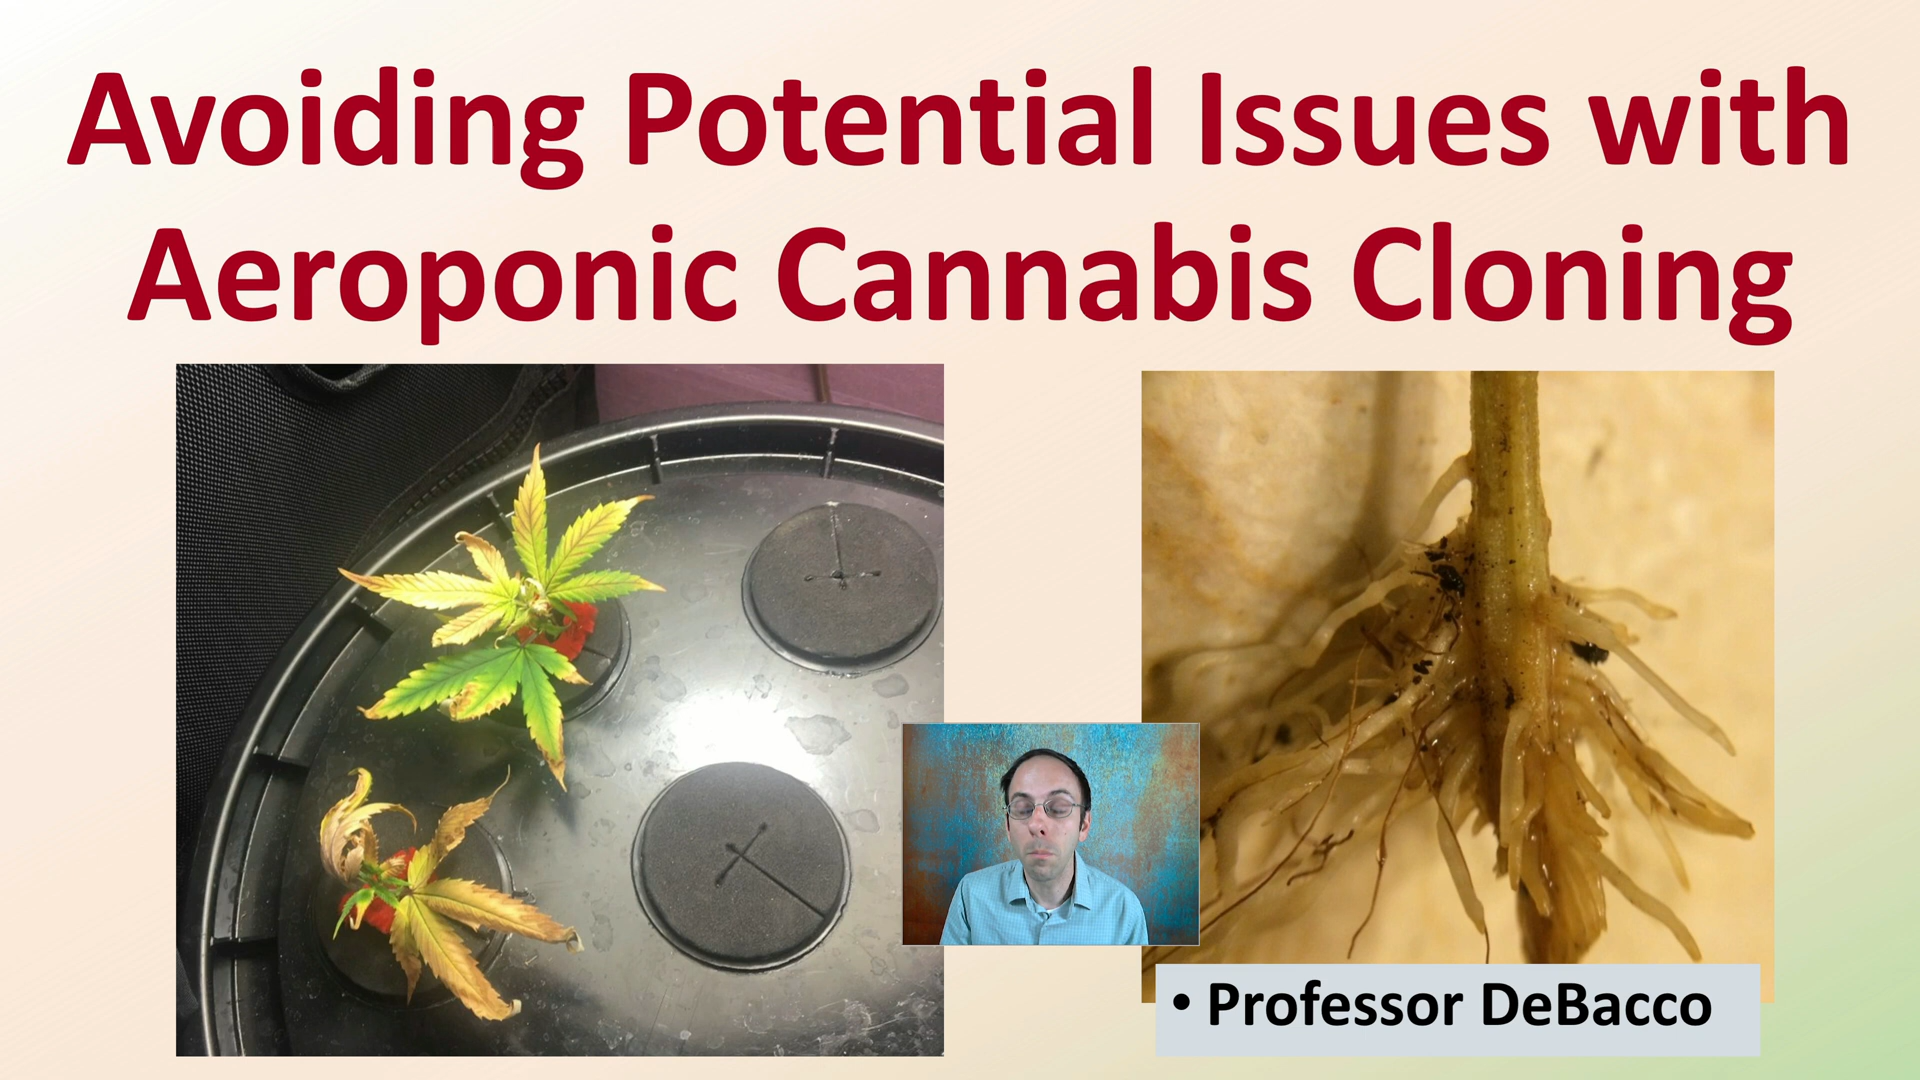 Avoiding Potential Issues with
Aeroponic Cannabis Cloning
• Professor DeBacco